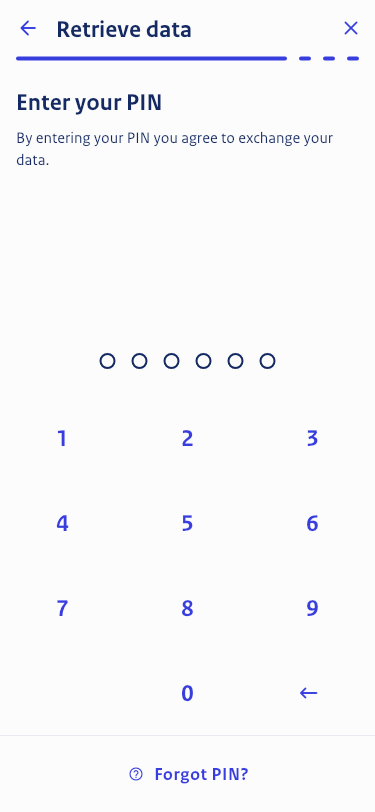 Retrieve data
Enter your PIN
By entering your PIN you agree to exchange your
data.
1 2 3
4 5 6
7 8 9
0
Forgot PIN?